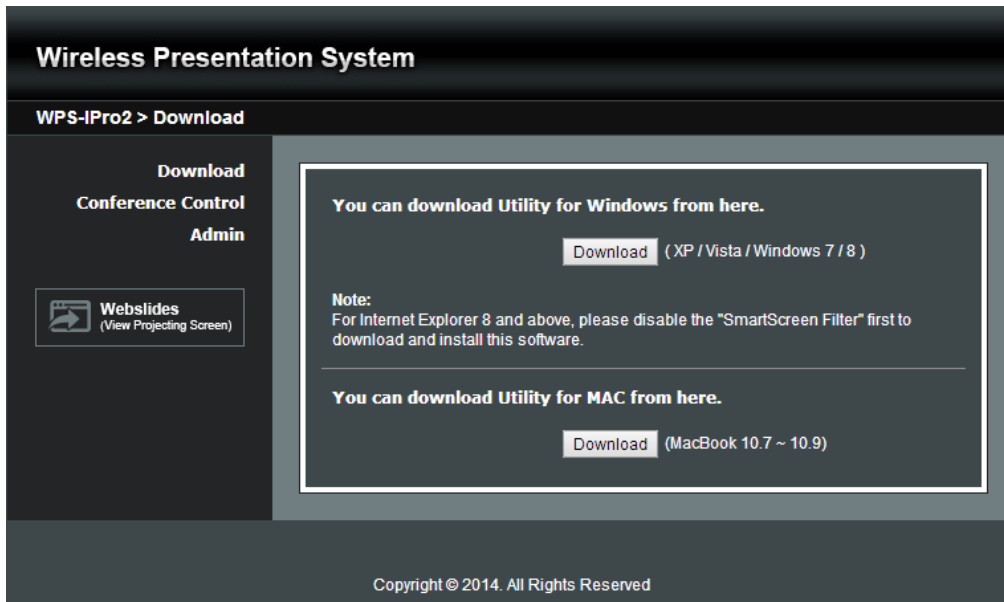 Wireless Presentation System
WPS-IPro2 > Download
Download
Conference Control
Admin
Webslides
(View Projecting Screen)
You can download Utility for Windows from here.
Download ( XP / Vista / Windows 7 / 8 )
Note:
For Internet Explorer 8 and above, please disable the "SmartScreen Filter" first to
download and install this software.
You can download Utility for MAC from here.
Download (MacBook 10.7 ~ 10.9)
Copyright © 2014. All Rights Reserved